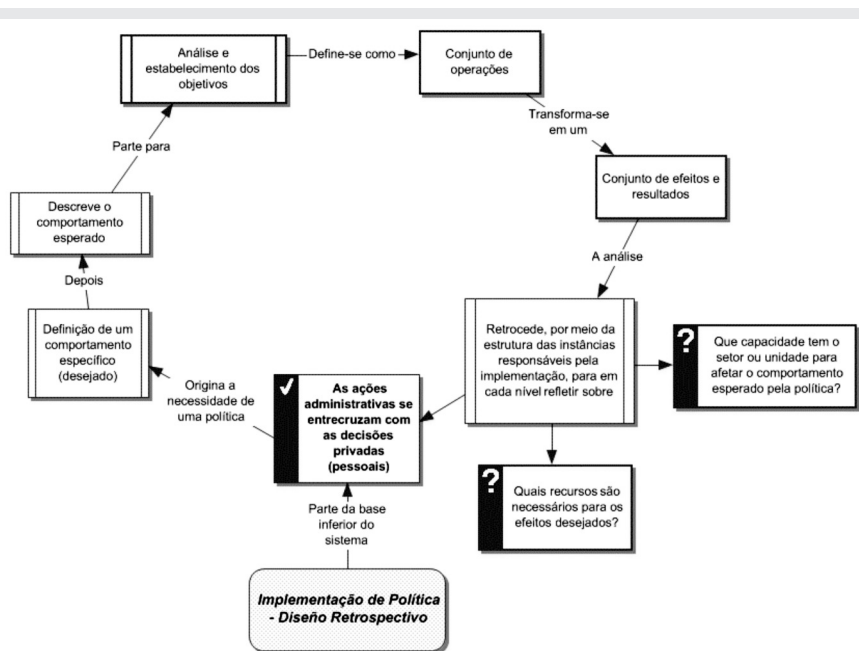 Análise e
estabelecimento dos
objetivos
Define-se como
Conjunto de
operações
Transforma-se
em um
Conjunto de efeitos e
resultados
A análise
Retrocede, por meio da
estrutura das instâncias
responsáveis pela
implementação, para em
cada nível refletir sobre
?
Que capacidade tem o
setor ou unidade para
afetar o comportamento
esperado pela política?
?
Quais recursos são
necessários para os
efeitos desejados?
As ações
administrativas se
entrecruzam com
as decisões
privadas
(pessoais)
Origina a
necessidade de
uma política
Definição de um
comportamento
específico
(desejado)
Depois
Descreve o
comportamento
esperado
Parte para
Parte da base
inferior do
sistema
Implementação de Política
- Diseño Retrospectivo